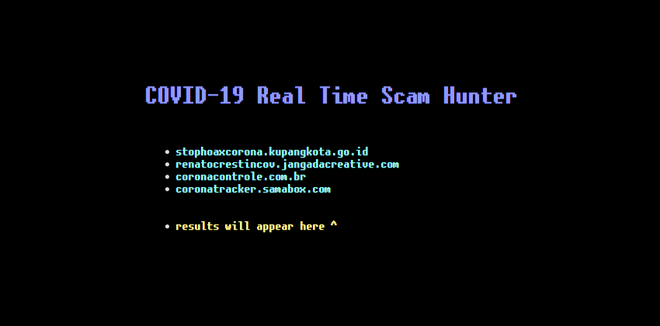 COVID-19 Real Time Scam Hunter
stophoaxcorona.kupangkota.go.id
renatocrestincov.jangadacreative.com
coronacontrole.com.br
coronatracker.samabox.com
results will appear here ^